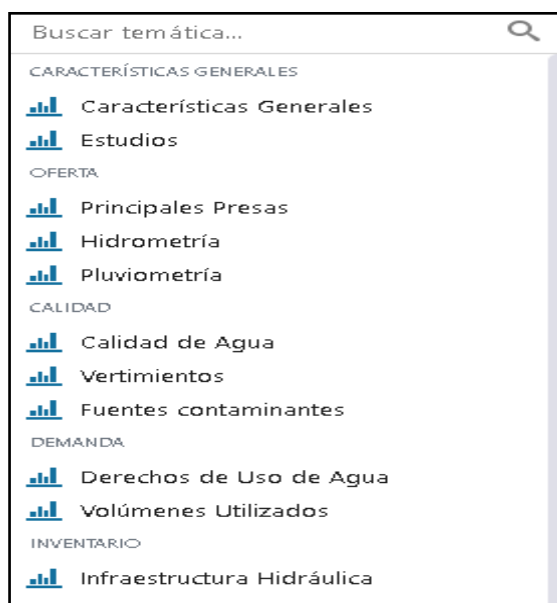 Buscar temática...
CARACTERÍSTICAS GENERALES
Características Generales
Estudios
OFERTA
Principales Presas
Hidrometría
Pluviometría
CALIDAD
Calidad de Agua
Vertimientos
Fuentes contaminantes
DEMANDA
Derechos de Uso de Agua
Volúmenes Utilizados
INVENTARIO
Infraestructura Hidráulica